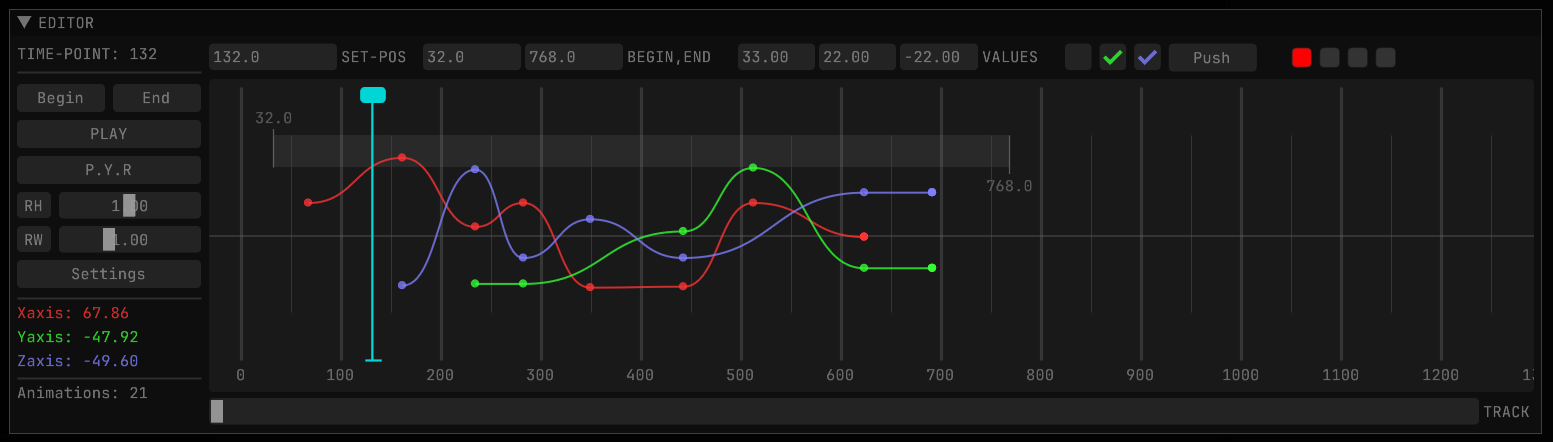 EDITOR
TIME-POINT: 132
132.0 SET-POS 32.0 768.0 BEGIN,END 33.00 22.00 -22.00 VALUES Push
Begin End
PLAY
P.Y.R
RH 1.00
RW 1.00
Settings
Xaxis: 67.86
Yaxis: -47.92
Zaxis: -49.60
Animations: 21
32.0
768.0
0 100 200 300 400 500 600 700 800 900 1000 1100 1200
TRACK